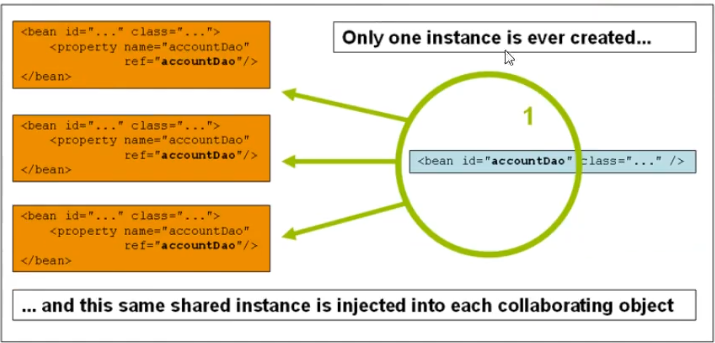 <bean id="..." class="...">
<property name="accountDao"
ref="accountDao"/>
</bean>
<bean id="..." class="...">
<property name="accountDao"
ref="accountDao"/>
</bean>
<bean id="..." class="...">
<property name="accountDao"
ref="accountDao"/>
</bean>
Only one instance is ever created...
1
<bean id="accountDao" class="..." />
... and this same shared instance is injected into each collaborating object